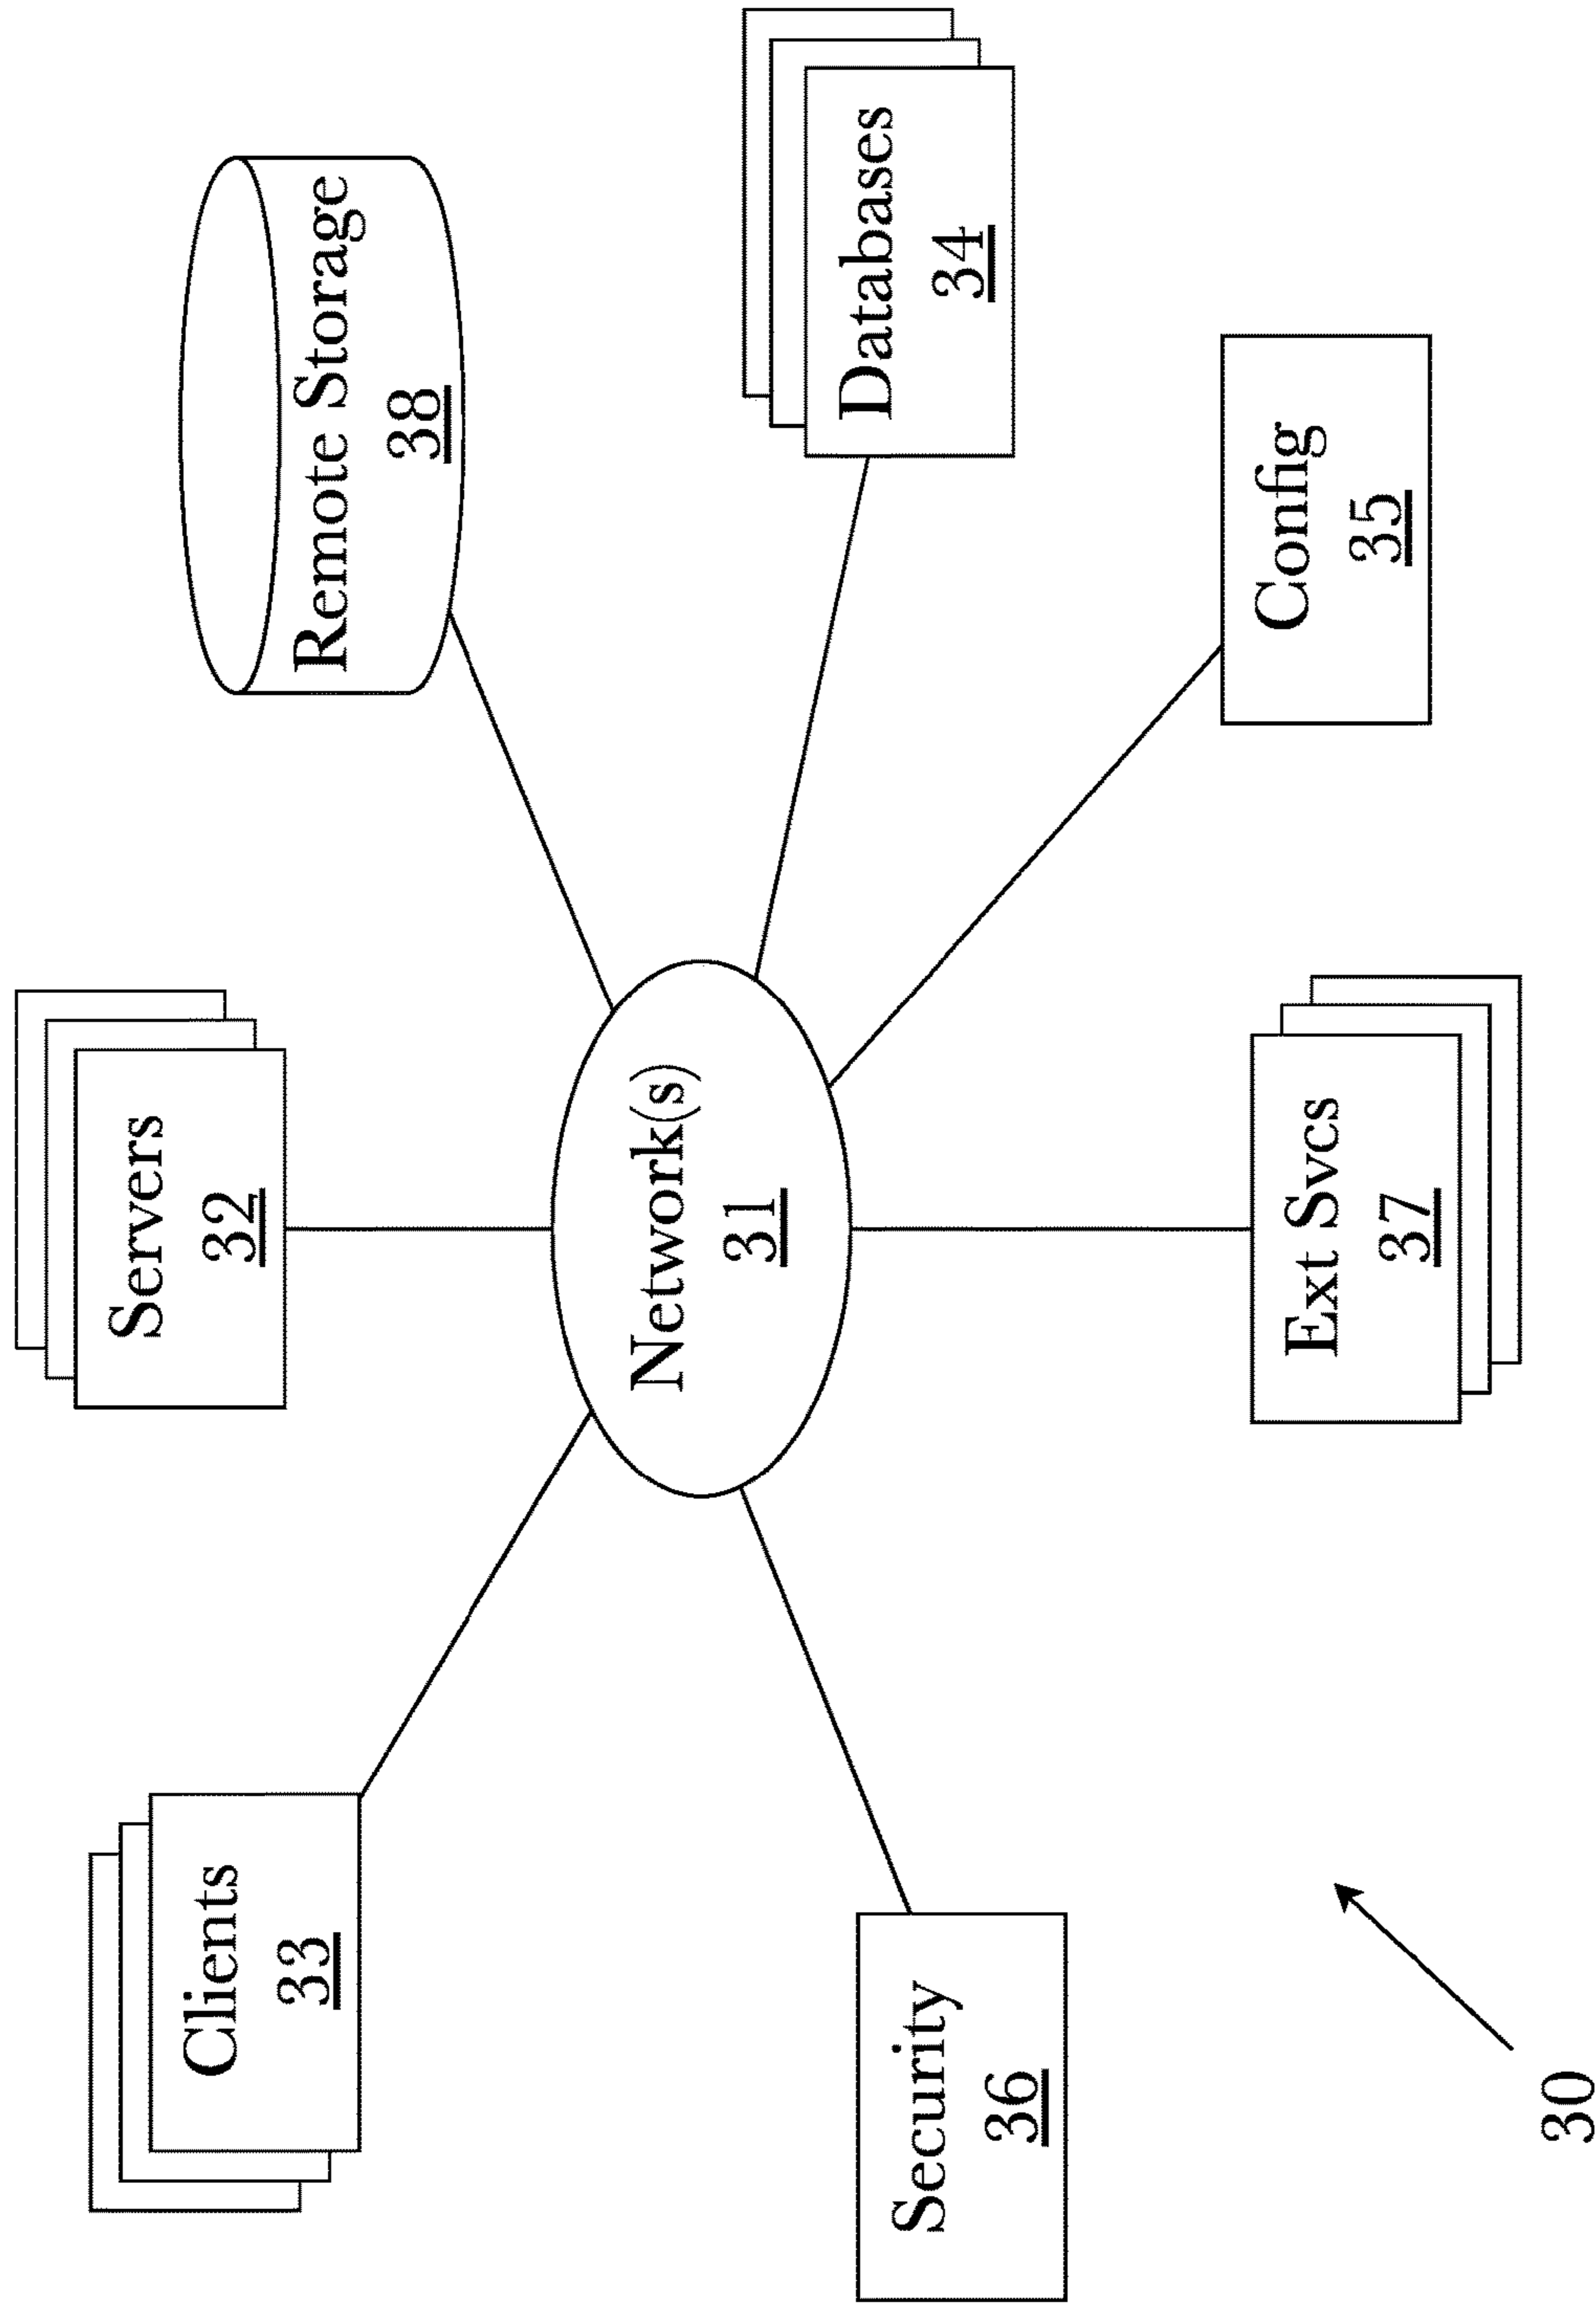 Servers
32
Clients
33
Remote Storage
38
Network(s)
31
Databases
34
Security
36
Ext Svcs
37
Config
35
30